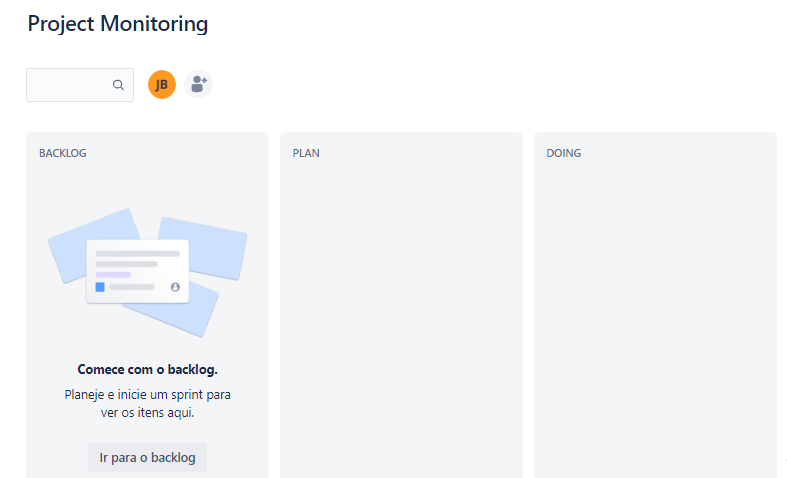 Project Monitoring
JB
BACKLOG
PLAN
DOING
Comece com o backlog.
Planeje e inicie um sprint para
ver os itens aqui.
Ir para o backlog